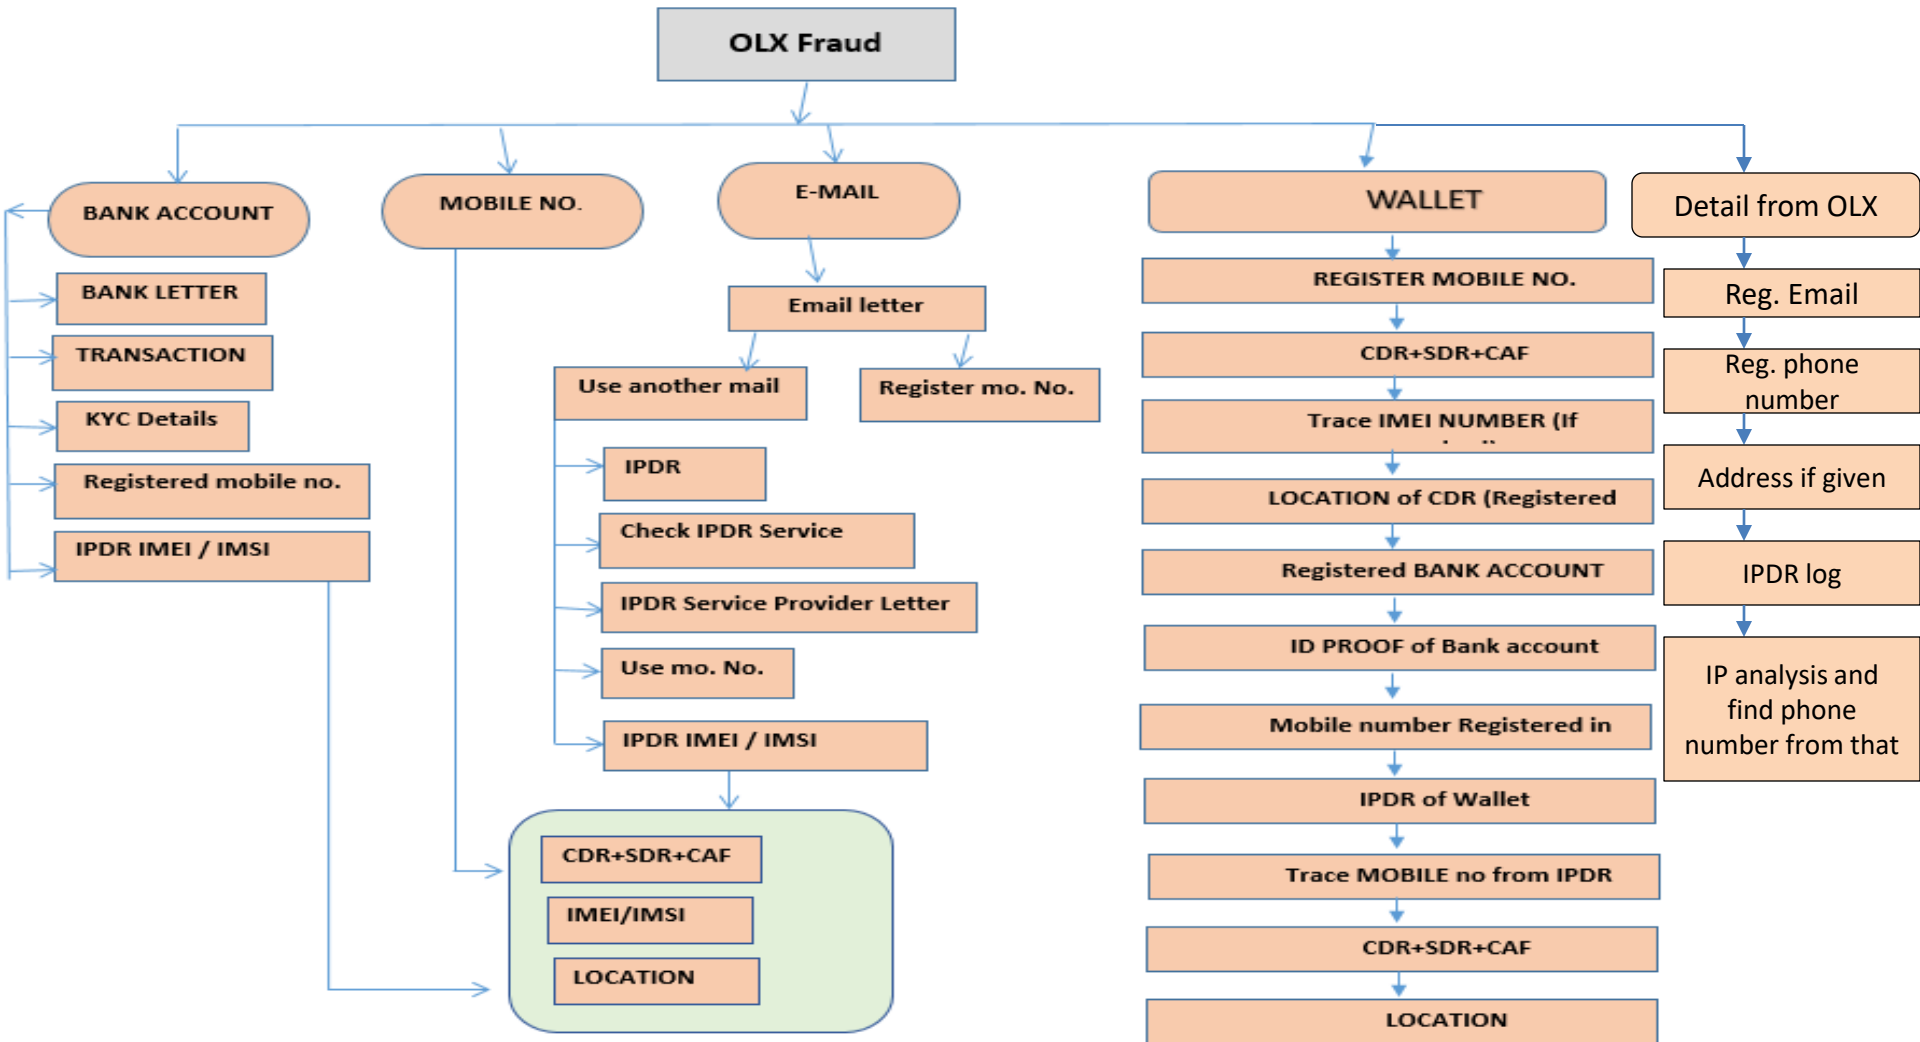 OLX Fraud
BANK ACCOUNT
BANK LETTER
TRANSACTION
KYC Details
Registered mobile no.
IPDR IMEI / IMSI
MOBILE NO.
E-MAIL
Email letter
Use another mail
Register mo. No.
IPDR
Check IPDR Service
IPDR Service Provider Letter
Use mo. No.
IPDR IMEI / IMSI
CDR+SDR+CAF
IMEI/IMSI
LOCATION
WALLET
REGISTER MOBILE NO.
CDR+SDR+CAF
Trace IMEI NUMBER (If
LOCATION of CDR (Registered
Registered BANK ACCOUNT
ID PROOF of Bank account
Mobile number Registered in
IPDR of Wallet
Trace MOBILE no from IPDR
CDR+SDR+CAF
LOCATION
Detail from OLX
Reg. Email
Reg. phone
number
Address if given
IPDR log
IP analysis and
find phone
number from that